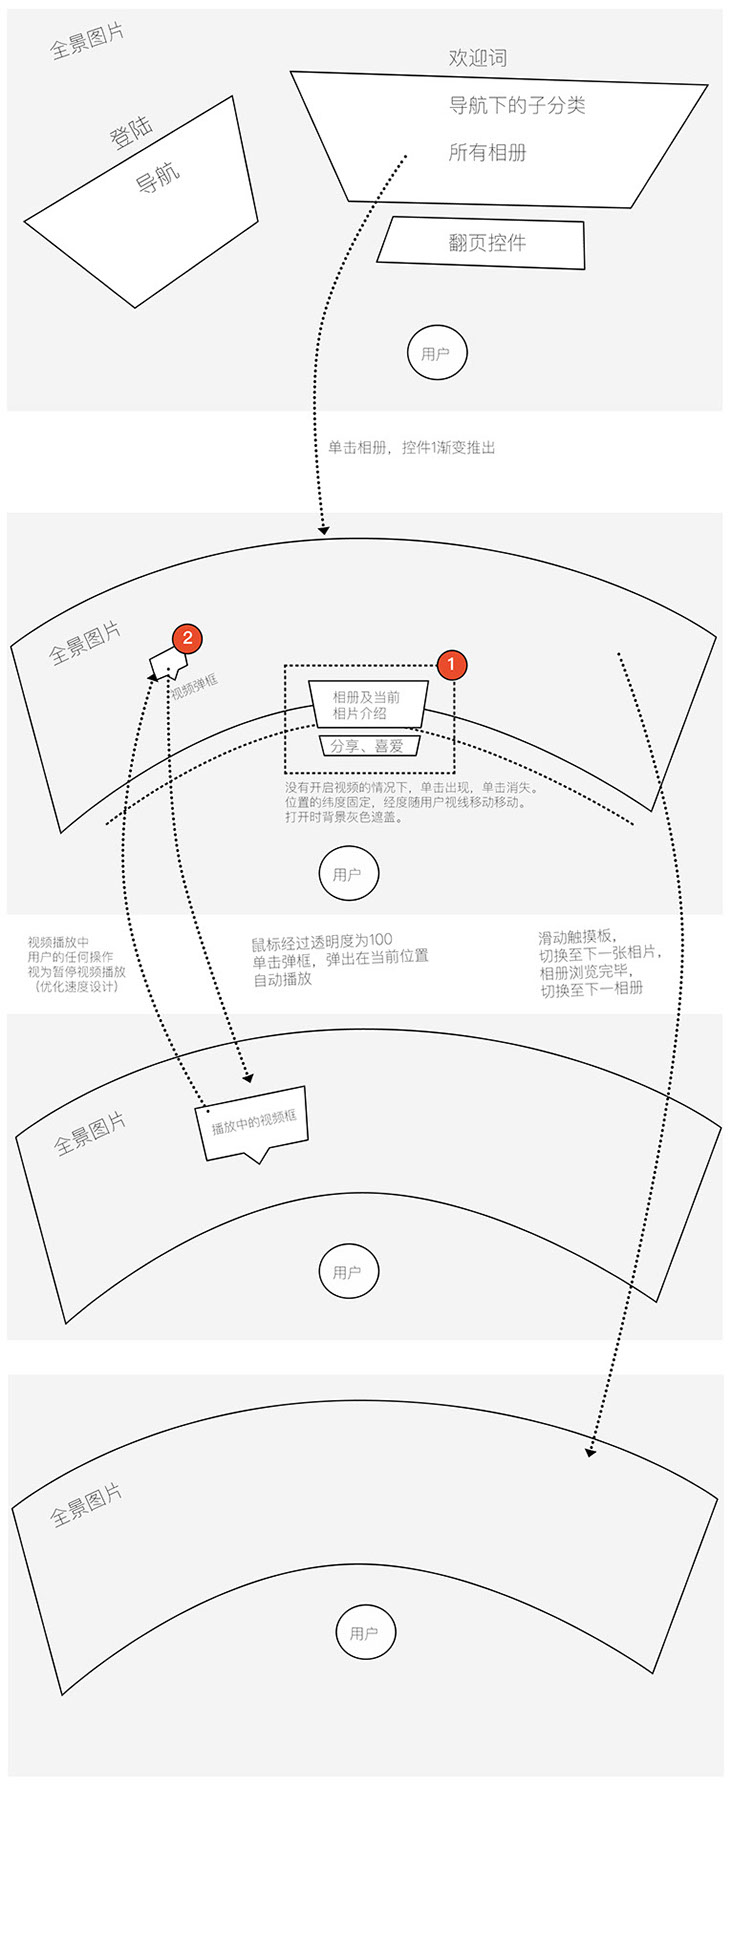 全景图片
欢迎词
导航下的子分类
登陆
所有相册
导航
翻页控件
用户
单击相册，控件1渐变推出
全景图片
2
视频弹框
1
相册及当前
相片介绍
分享、喜爱
没有开启视频的情况下，单击出现，单击消失。
位置的纬度固定，经度随用户视线移动移动。
打开时背景灰色遮盖。
用户
视频播放中
用户的任何操作
视为暂停视频播放
（优化速度设计）
鼠标经过透明度为100
单击弹框，弹出在当前位置
自动播放
滑动触摸板，
切换至下一张相片，
相册浏览完毕，
切换至下一相册
全景图片
播放中的视频框
用户
全景图片
用户